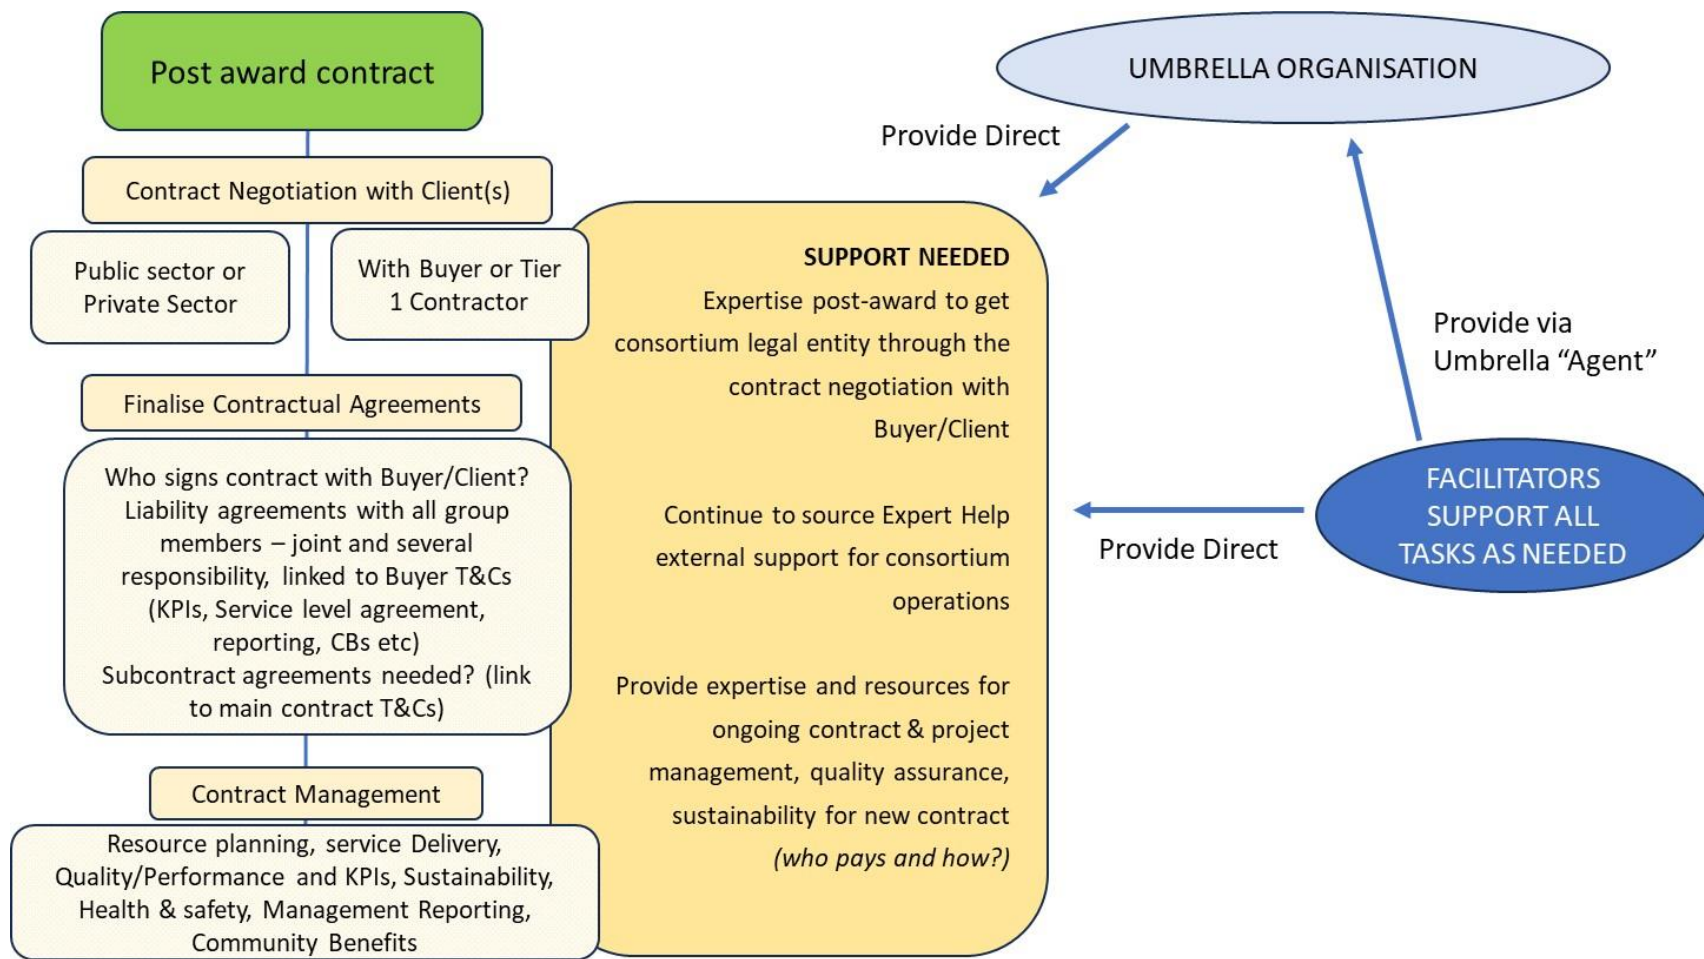 Post award contract
Contract Negotiation with Client(s)
Public sector or
Private Sector
With Buyer or Tier
1 Contractor
Finalise Contractual Agreements
Who signs contract with Buyer/Client?
Liability agreements with all group
members – joint and several
responsibility, linked to Buyer T&Cs
(KPIs, Service level agreement,
reporting, CBs etc)
Subcontract agreements needed? (link
to main contract T&Cs)
Contract Management
Resource planning, service Delivery,
Quality/Performance and KPIs, Sustainability,
Health & safety, Management Reporting,
Community Benefits
SUPPORT NEEDED
Expertise post-award to get
consortium legal entity through the
contract negotiation with
Buyer/Client
Continue to source Expert Help
external support for consortium
operations
Provide expertise and resources for
ongoing contract & project
management, quality assurance,
sustainability for new contract
(who pays and how?)
UMBRELLA ORGANISATION
Provide Direct
Provide via
Umbrella “Agent”
FACILITATORS
SUPPORT ALL
TASKS AS NEEDED
Provide Direct